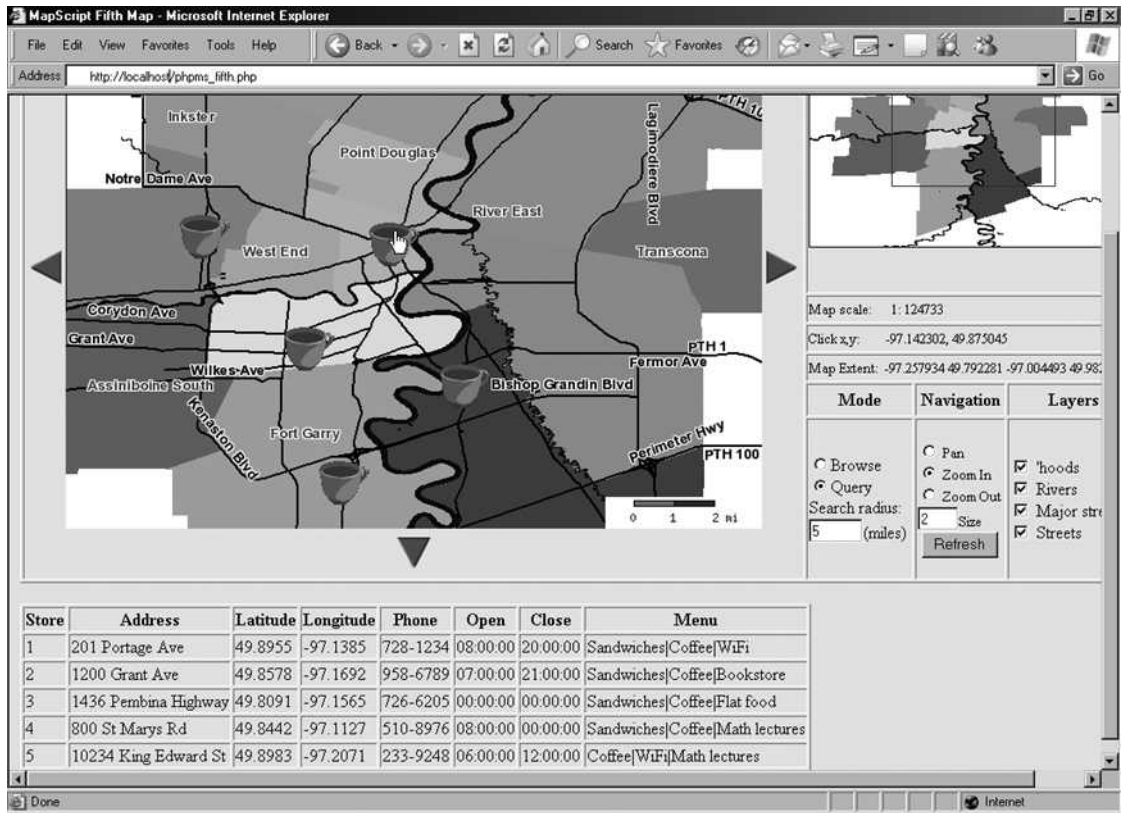 MapScript Fifth Map - Microsoft Internet Explorer
File Edit View Favorites Tools Help Back Search Favorites
Address http://localhost/phpms_fifth.php Go
Inkster
Point Douglas
Notre Dame Ave
Lagimodiere Blvd
PTH 10
River East
West End
Transcona
Corydon Ave
Grant Ave
PTH 1
Fermor Ave
Wilkes-Ave
Assiniboine South
Bishop Grandin Blvd
Kenaston Blvd
Fort Garry
Perimeter Hwy
PTH 100
0 1 2 mi
Map scale: 1: 124733
Click x,y: -97.142302, 49.875045
Map Extent: -97.257934 49.792281 -97.004493 49.982
Mode Navigation Layers
Browse
Query
Search radius:
5 (miles)
Pan
Zoom In
Zoom Out
2 Size
Refresh
'hoods
Rivers
Major stre
Streets
Store Address Latitude Longitude Phone Open Close Menu
1 201 Portage Ave 49.8955 -97.1385 728-1234 08:00:00 20:00:00 Sandwiches|Coffee|WiFi
2 1200 Grant Ave 49.8578 -97.1692 958-6789 07:00:00 21:00:00 Sandwiches|Coffee|Bookstore
3 1436 Pembina Highway 49.8091 -97.1565 726-6205 00:00:00 00:00:00 Sandwiches|Coffee|Flat food
4 800 St Marys Rd 49.8442 -97.1127 510-8976 08:00:00 00:00:00 Sandwiches|Coffee|Math lectures
5 10234 King Edward St 49.8983 -97.2071 233-9248 06:00:00 12:00:00 Coffee|WiFi|Math lectures
Done Internet